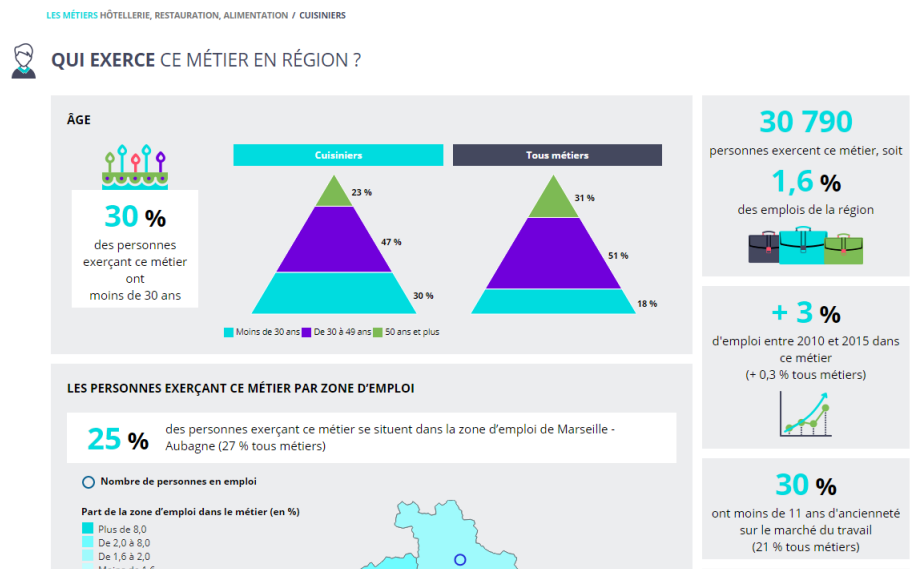 LES MÉTIERS HÔTELLERIE, RESTAURATION, ALIMENTATION / CUISINIERS
QUI EXERCE CE MÉTIER EN RÉGION ?
ÂGE
30 %
des personnes
exerçant ce métier
ont
moins de 30 ans
Cuisiniers
23 %
47 %
30 %
Tous métiers
31 %
51 %
18 %
Moins de 30 ans De 30 à 49 ans 50 ans et plus
LES PERSONNES EXERÇANT CE MÉTIER PAR ZONE D'EMPLOI
25 %
des personnes exerçant ce métier se situent dans la zone d'emploi de Marseille -
Aubagne (27 % tous métiers)
Nombre de personnes en emploi
Part de la zone d'emploi dans le métier (en %)
Plus de 8,0
De 2,0 à 8,0
De 1,6 à 2,0
Moins de 1,6
30 790
personnes exercent ce métier, soit
1,6 %
des emplois de la région
+ 3 %
d'emploi entre 2010 et 2015 dans
ce métier
(+ 0,3 % tous métiers)
30 %
ont moins de 11 ans d'ancienneté
sur le marché du travail
(21 % tous métiers)